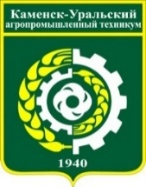 Каменск-Уральский
агропромышленный техникум
1940